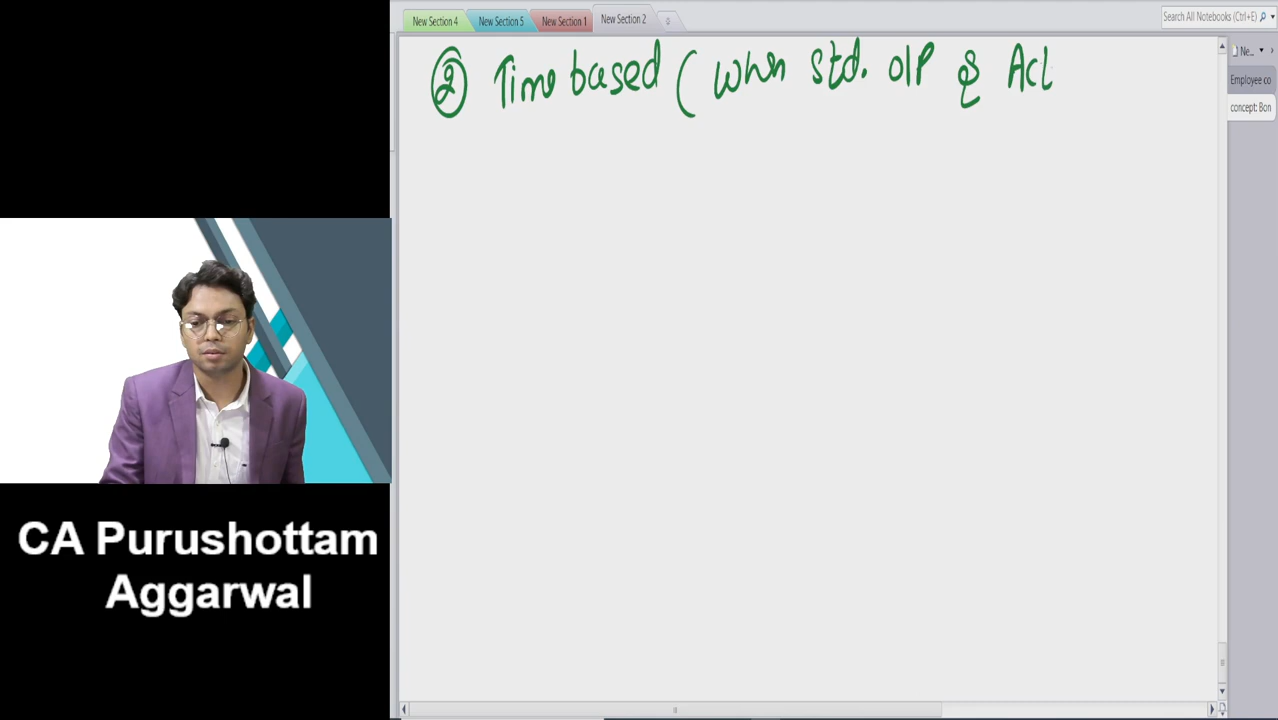 New Section 4 New Section 5 New Section 1 New Section 2
Search All Notebooks (Ctrl+E)
Ne...
Employee co
concept: Bon
② Time based ( when std. O/P & Act
CA Purushottam
Aggarwal